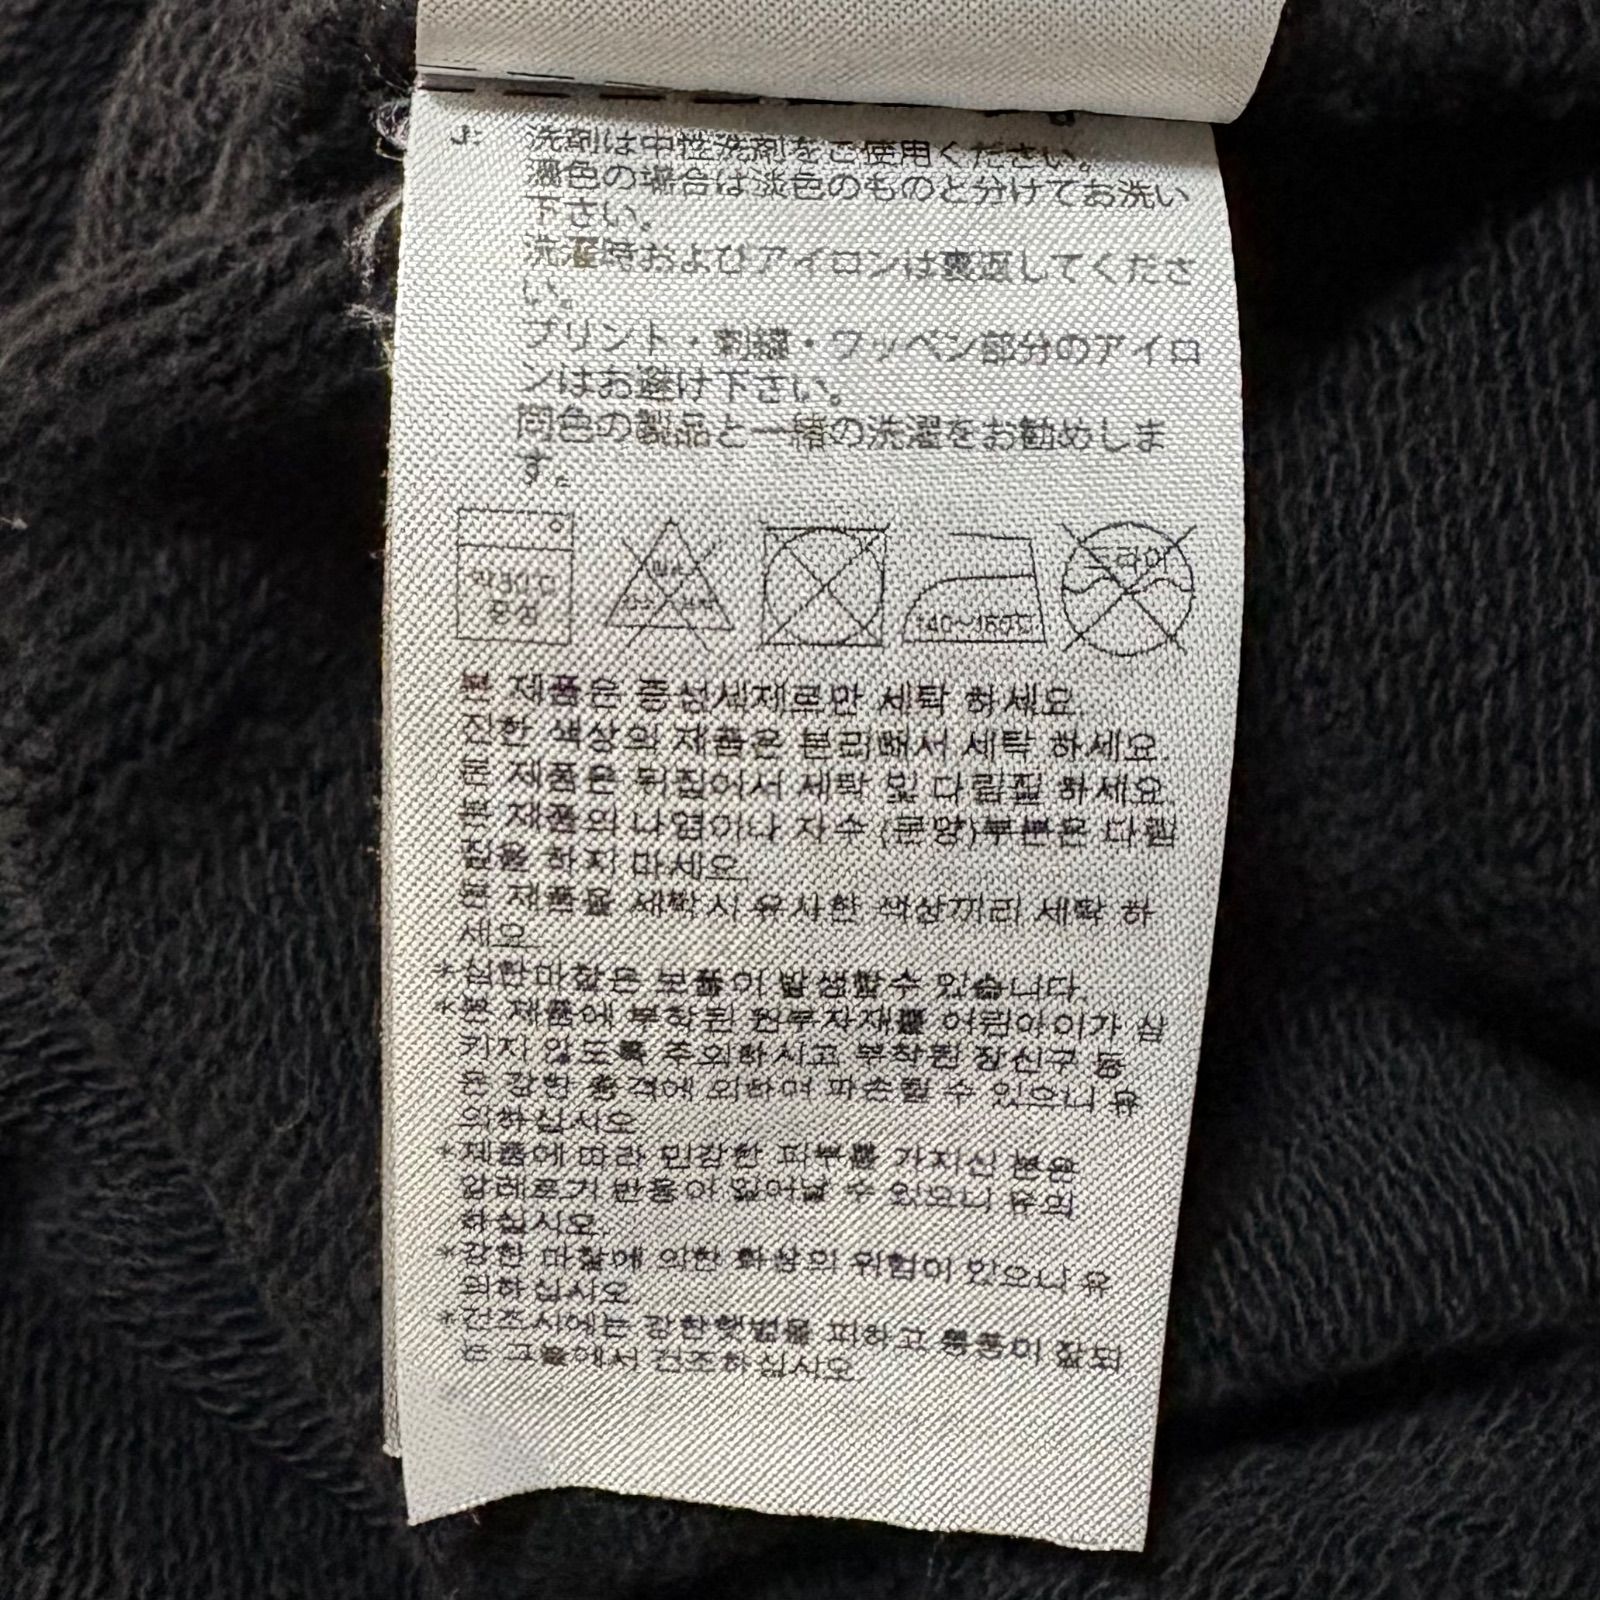 J:
洗剤は中性洗剤をご使用ください。
濃色の場合は淡色のものと分けてお洗い
下さい。
洗濯時およびアイロンは裏返してくださ
い。
プリント・刺繍・ワッペン部分のアイロ
ンはお避け下さい。
同色の製品と一緒の洗濯をお勧めしま
す。
약30℃
중성
140~160℃
드라이
본 제품은 중성세제로만 세탁 하세요.
진한 색상의 제품은 분리해서 세탁 하세요.
본 제품은 뒤집어서 세탁 및 다림질 하세요.
본 제품의 나염이나 자수 (문양)부분은 다림
질을 하지 마세요.
본 제품을 세탁시 유사한 색상끼리 세탁 하
세요.
*심한마찰은 보풀이 발생할수 있습니다.
*본 제품에 부착된 원부자재를 어린아이가 삼
키지 않도록 주의하시고 부착된 장신구 등
은 강한 충격에 의하여 파손될 수 있으니 유
의하십시오
*제품에 따라 민감한 피부를 가지신 분은
알레르기 반응이 일어날 수 있으니 유의
하십시오.
*강한 마찰에 의한 화상의 위험이 있으니 유
의하십시오.
*건조시에는 강한햇볕을 피하고 통풍이 잘되
는 그늘에서 건조하십시오.